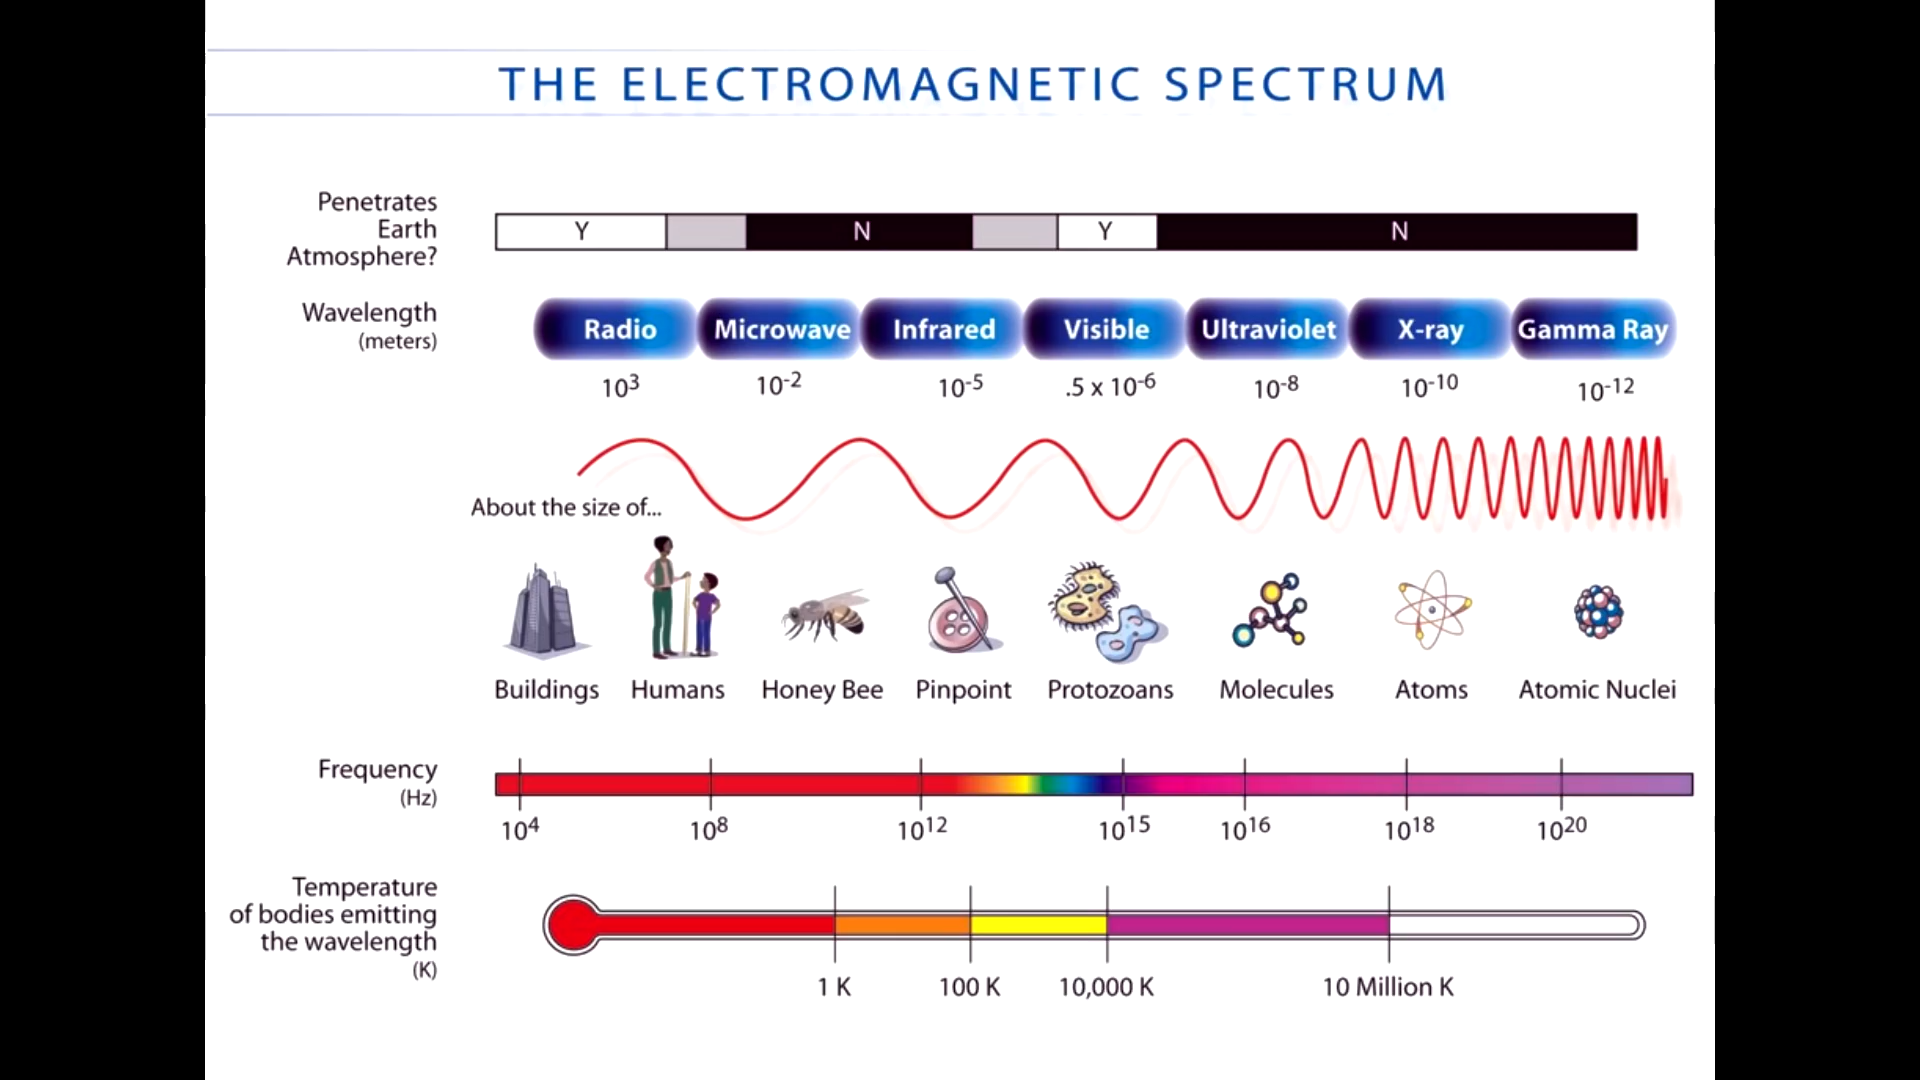 THE ELECTROMAGNETIC SPECTRUM
Penetrates
Earth
Atmosphere?
Y N Y N
Wavelength
(meters)
Radio Microwave Infrared Visible Ultraviolet X-ray Gamma Ray
10³ 10⁻² 10⁻⁵ .5 x 10⁻⁶ 10⁻⁸ 10⁻¹⁰ 10⁻¹²
About the size of...
Buildings Humans Honey Bee Pinpoint Protozoans Molecules Atoms Atomic Nuclei
Frequency
(Hz)
10⁴ 10⁸ 10¹² 10¹⁵ 10¹⁶ 10¹⁸ 10²⁰
Temperature
of bodies emitting
the wavelength
(K)
1 K 100 K 10,000 K 10 Million K